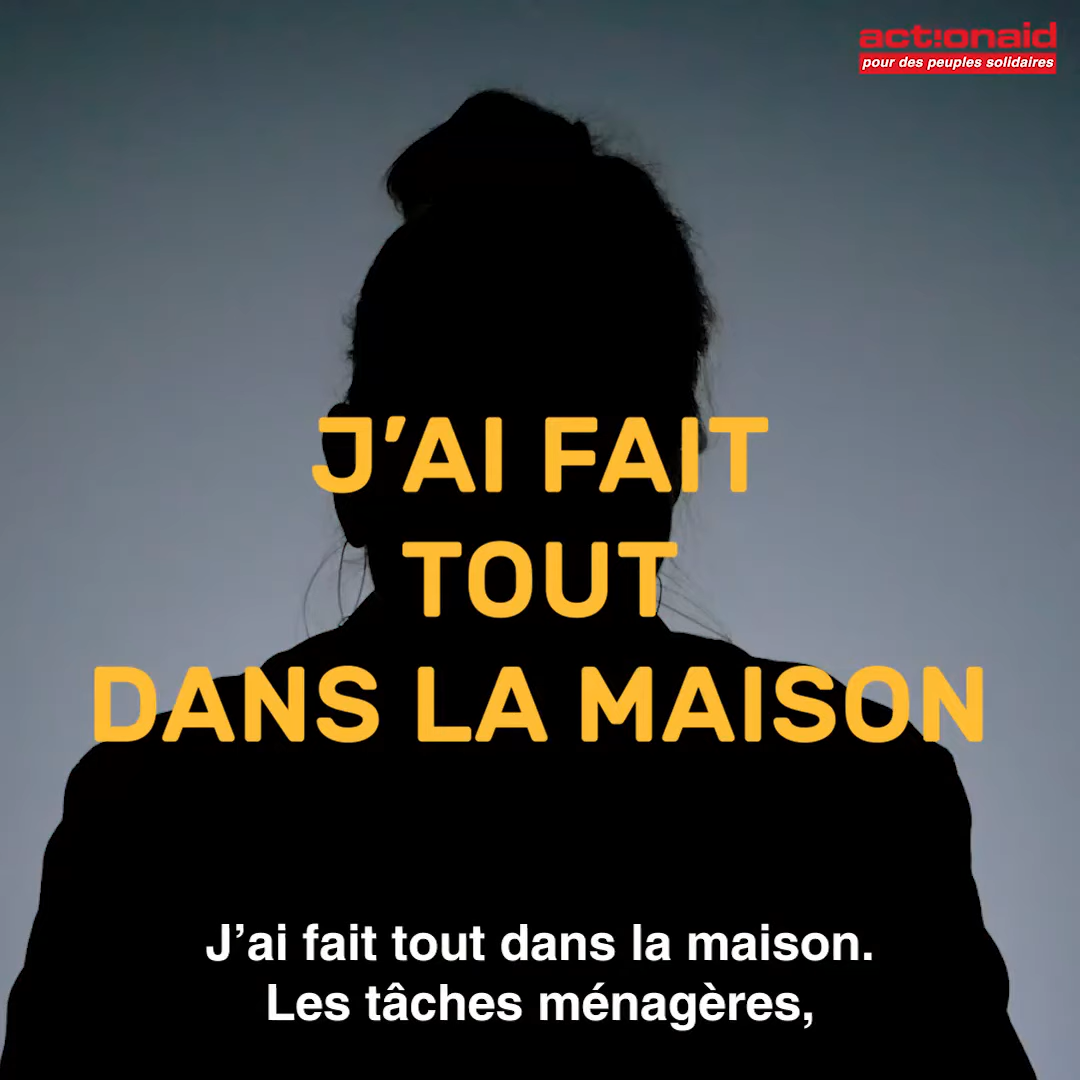 actionaid
pour des peuples solidaires
J'AI FAIT
TOUT
DANS LA MAISON
J'ai fait tout dans la maison.
Les tâches ménagères,